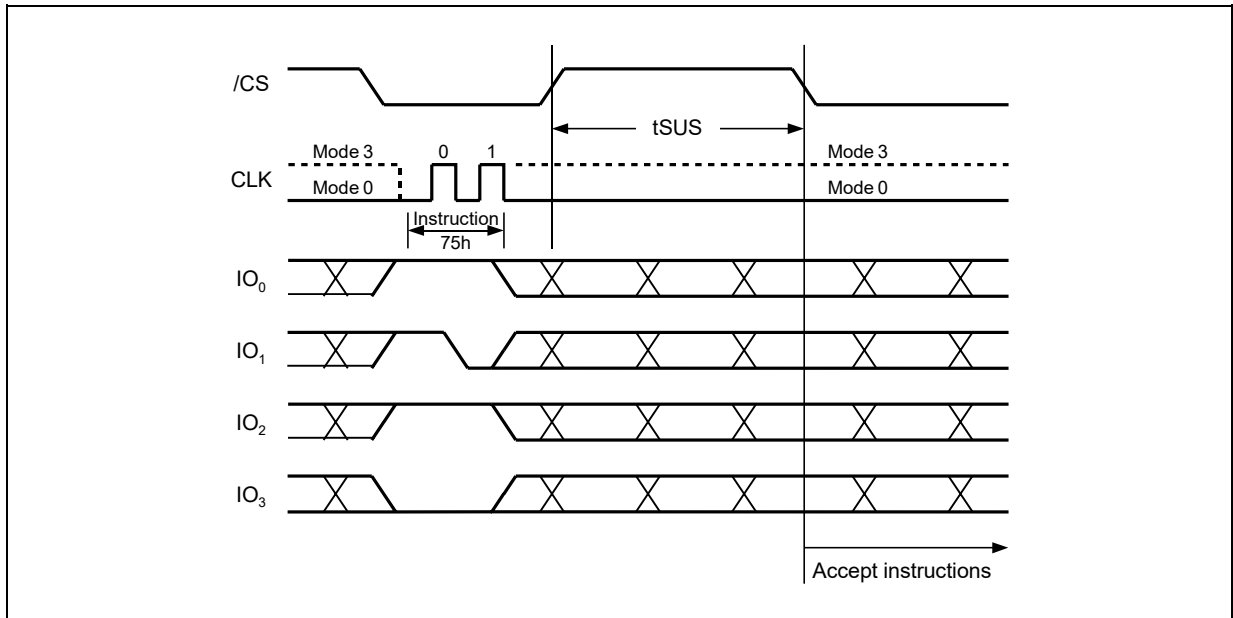 /CS
tSUS
Mode 3 0 1 Mode 3
CLK
Mode 0 Mode 0
Instruction
75h
IO₀
IO₁
IO₂
IO₃
Accept instructions